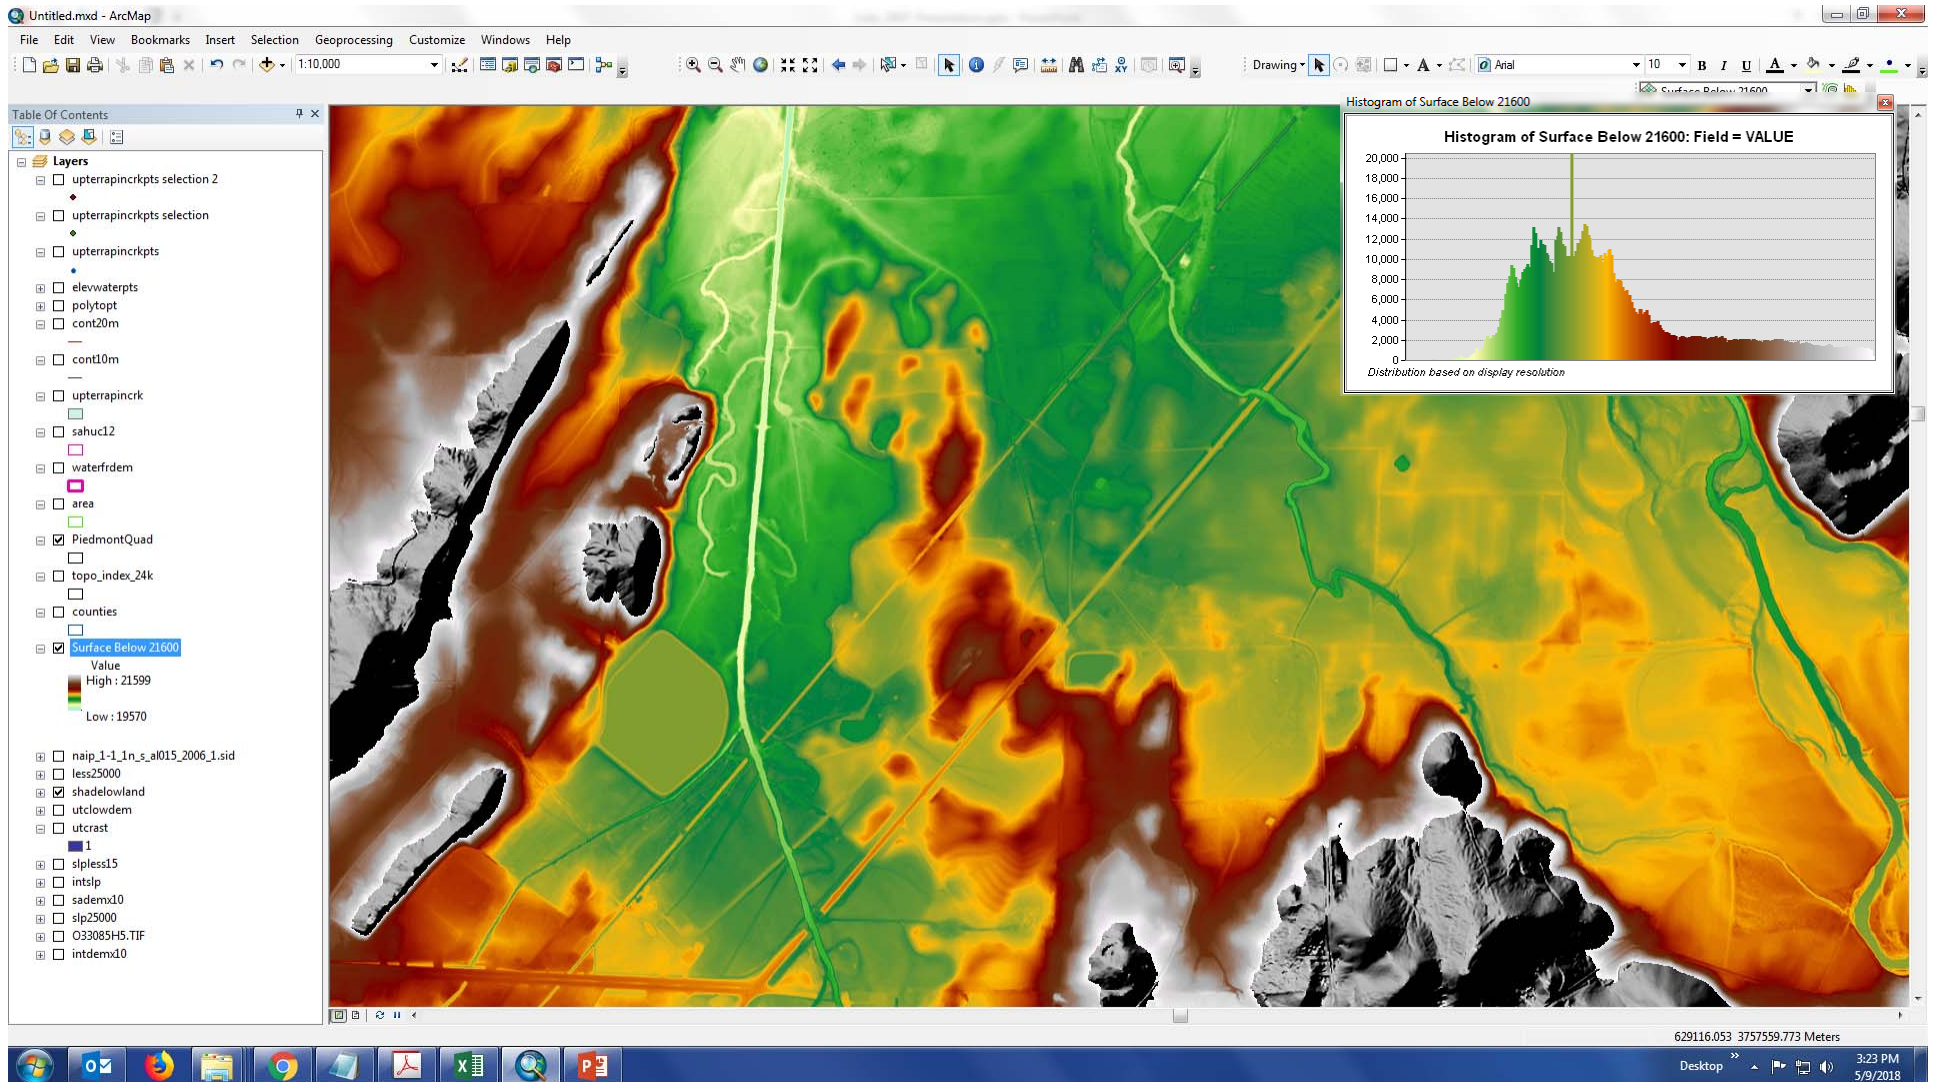 Untitled.mxd - ArcMap
File Edit View Bookmarks Insert Selection Geoprocessing Customize Windows Help
1:10,000
Drawing
A
Arial
10
B I U A
Table Of Contents
Layers
upterrapincrkpts selection 2
upterrapincrkpts selection
upterrapincrkpts
elevwaterpts
polytopt
cont20m
cont10m
upterrapincrk
sahuc12
waterfrdem
area
PiedmontQuad
topo_index_24k
counties
Surface Below 21600
Value
High : 21599
Low : 19570
naip_1-1_1n_s_al015_2006_1.sid
less25000
shadelowland
utclowdem
utcrast
1
slpless15
intslp
sademx10
slp25000
O33085H5.TIF
intdemx10
Surface Below 21600
Histogram of Surface Below 21600
Histogram of Surface Below 21600: Field = VALUE
20,000
18,000
16,000
14,000
12,000
10,000
8,000
6,000
4,000
2,000
0
Distribution based on display resolution
629116.053 3757559.773 Meters
Desktop
3:23 PM
5/9/2018